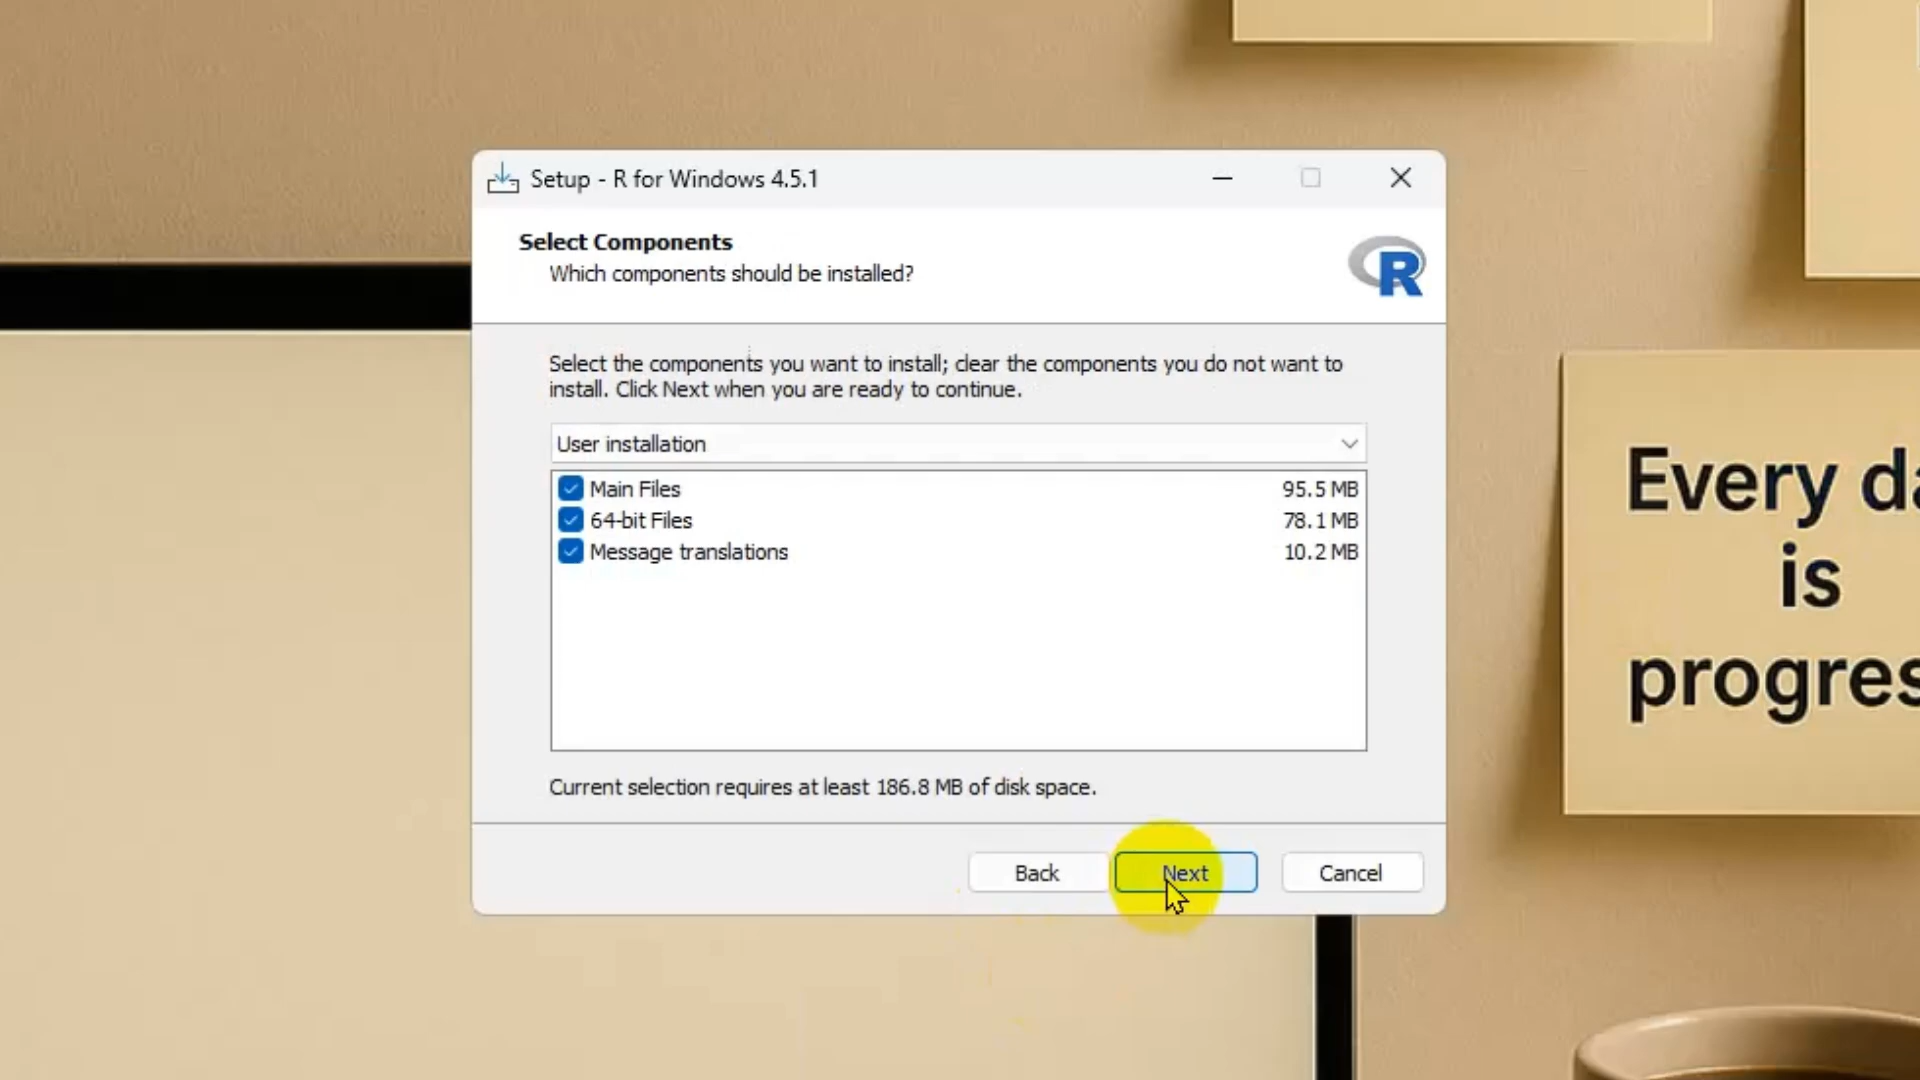 Setup - R for Windows 4.5.1
Select Components
Which components should be installed?
R
Select the components you want to install; clear the components you do not want to
install. Click Next when you are ready to continue.
User installation
Main Files 95.5 MB
64-bit Files 78.1 MB
Message translations 10.2 MB
Current selection requires at least 186.8 MB of disk space.
Back Next Cancel
Every da
is
progres